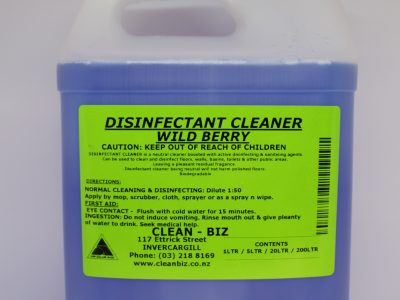 DISINFECTANT CLEANER
WILD BERRY
CAUTION: KEEP OUT OF REACH OF CHILDREN
DISINFECTANT CLEANER is a neutral cleaner boosted with active disinfecting & sanitising agents
Can be used to clean and disinfect floors, walls, basins, toilets & other public areas
Leaving a pleasant residual fragrance.
Disinfectant cleaner being neutral will not harm polished floors.
Biodegradable
DIRECTIONS:
NORMAL CLEANING & DISINFECTING: Dilute 1:50
Apply by mop, scrubber, cloth, sprayer or as a spray n wipe.
FIRST AID:
EYE CONTACT - Flush with cold water for 15 minutes.
INGESTION: Do not induce vomiting. Rinse mouth out & give pleanty
of water to drink. Seek medical help.
CLEAN - BIZ
117 Ettrick Street
INVERCARGILL
Phone: (03) 218 8169
www.cleanbiz.co.nz
CONTENTS
1LTR / 5LTR / 20LTR / 200LTR